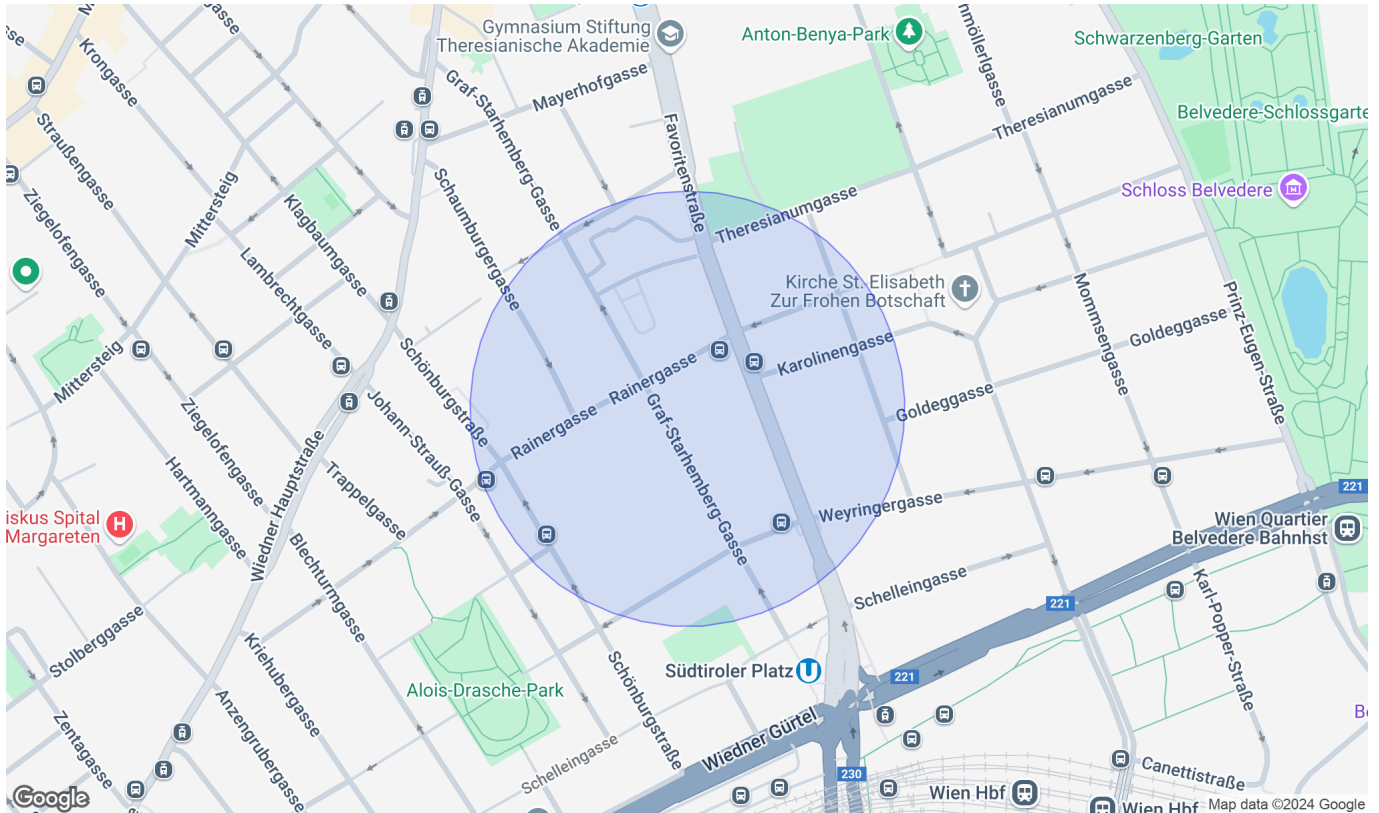 Gymnasium Stiftung
Theresianische Akademie
Anton-Benya-Park
Schwarzenberg-Garten
Krongasse
Graf-Starhemberg-Gasse
Mayerhofgasse
Theresianumgasse
Belvedere-Schlossgarte
Straußengasse
Favoritenstraße
Schaumburgergasse
Mittersteig
Klagbaumgasse
Schloss Belvedere
Ziegelofengasse
Theresianumgasse
Lambrechtgasse
Kirche St. Elisabeth
Zur Frohen Botschaft
Mommsengasse
Prinz-Eugen-Straße
Goldeggasse
Mittersteig
Schönburgstraße
Karolinengasse
Rainergasse
Rainergasse
Goldeggasse
Johann-Strauß-Gasse
Graf-Starhemberg-Gasse
Ziegelofengasse
Hartmanngasse
Wiedner Hauptstraße
Trappelgasse
Weyringergasse
221
iskus Spital
Margareten
Wien Quartier
Belvedere Bahnhst
Blechturmgasse
Schelleingasse
221
Karl-Popper-Straße
Stolberggasse
Kriehubergasse
Schönburgstraße
Südtiroler Platz
221
Alois-Drasche-Park
Anzengrubergasse
Zentagasse
Wiedner Gürtel
Schelleingasse
230
Canettistraße
Wien Hbf
Wien Hbf
Google
Map data ©2024 Google